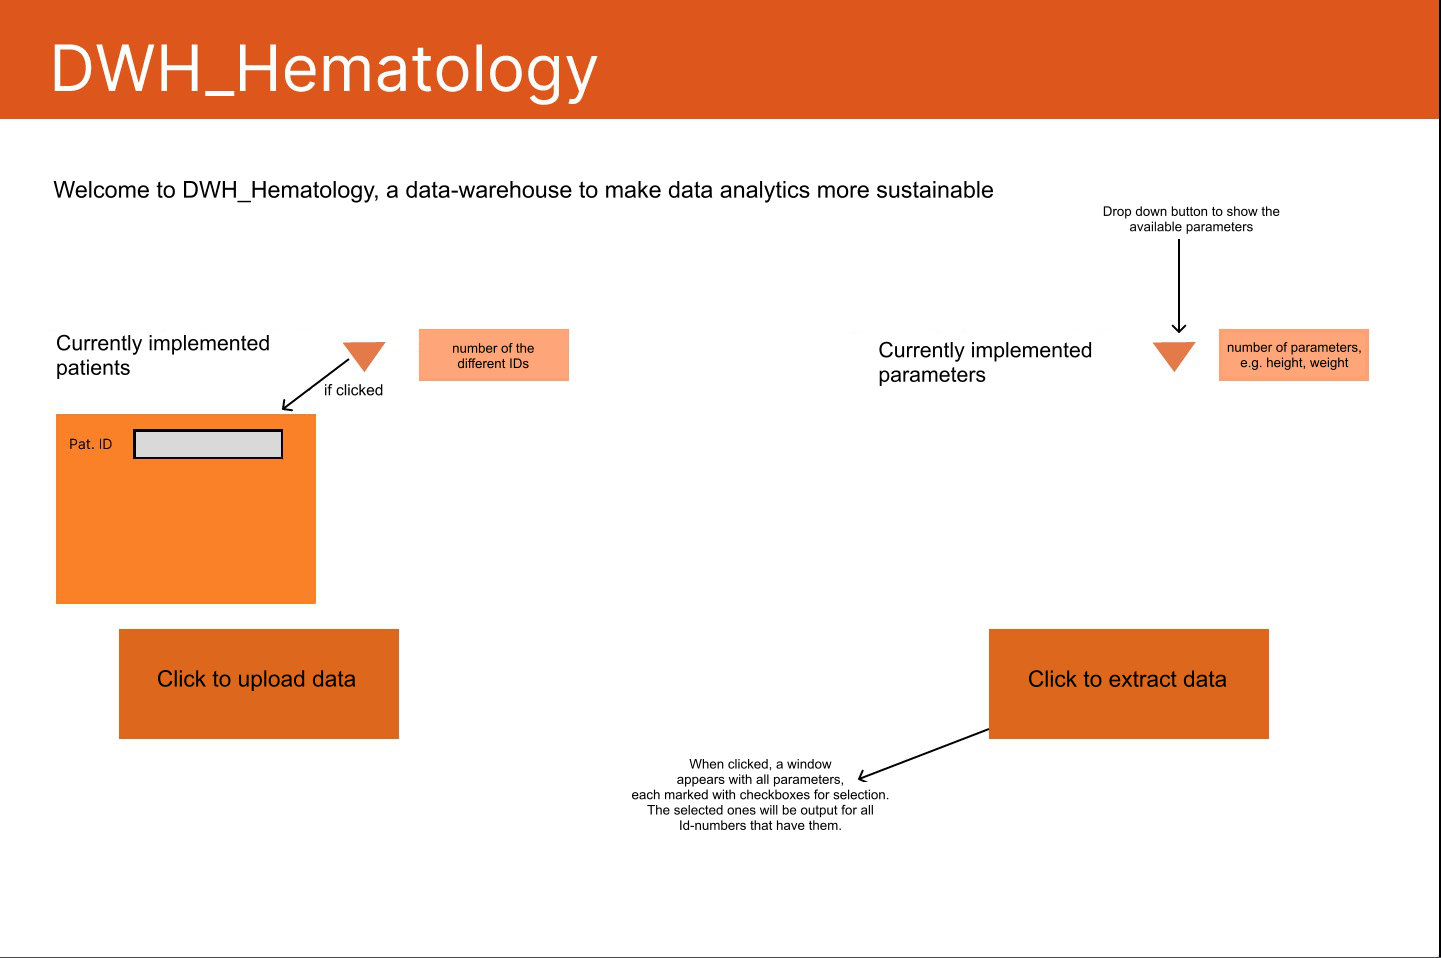 DWH_Hematology
Welcome to DWH_Hematology, a data-warehouse to make data analytics more sustainable
Drop down button to show the
available parameters
Currently implemented
patients
number of the
different IDs
if clicked
Currently implemented
parameters
number of parameters,
e.g. height, weight
Pat. ID
Click to upload data
Click to extract data
When clicked, a window
appears with all parameters,
each marked with checkboxes for selection.
The selected ones will be output for all
Id-numbers that have them.